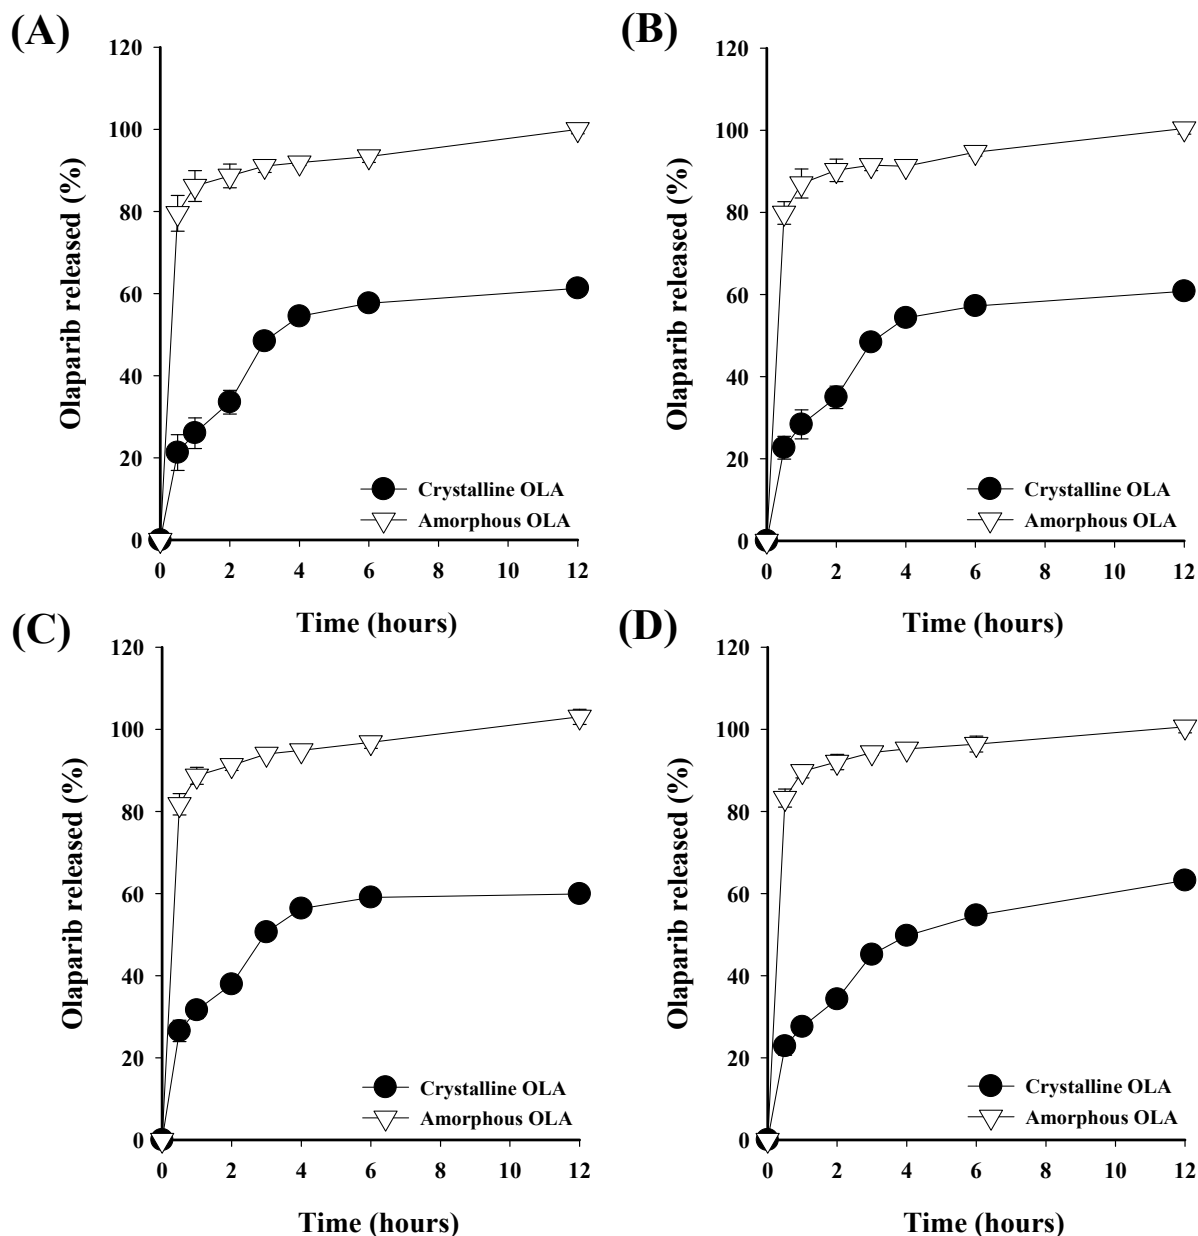 (A)
120
100
80
60
40
20
0
Olaparib released (%)
Crystalline OLA
Amorphous OLA
0 2 4 6 8 10 12
Time (hours)
(B)
120
100
80
60
40
20
0
Olaparib released (%)
Crystalline OLA
Amorphous OLA
0 2 4 6 8 10 12
Time (hours)
(C)
120
100
80
60
40
20
0
Olaparib released (%)
Crystalline OLA
Amorphous OLA
0 2 4 6 8 10 12
Time (hours)
(D)
120
100
80
60
40
20
0
Olaparib released (%)
Crystalline OLA
Amorphous OLA
0 2 4 6 8 10 12
Time (hours)